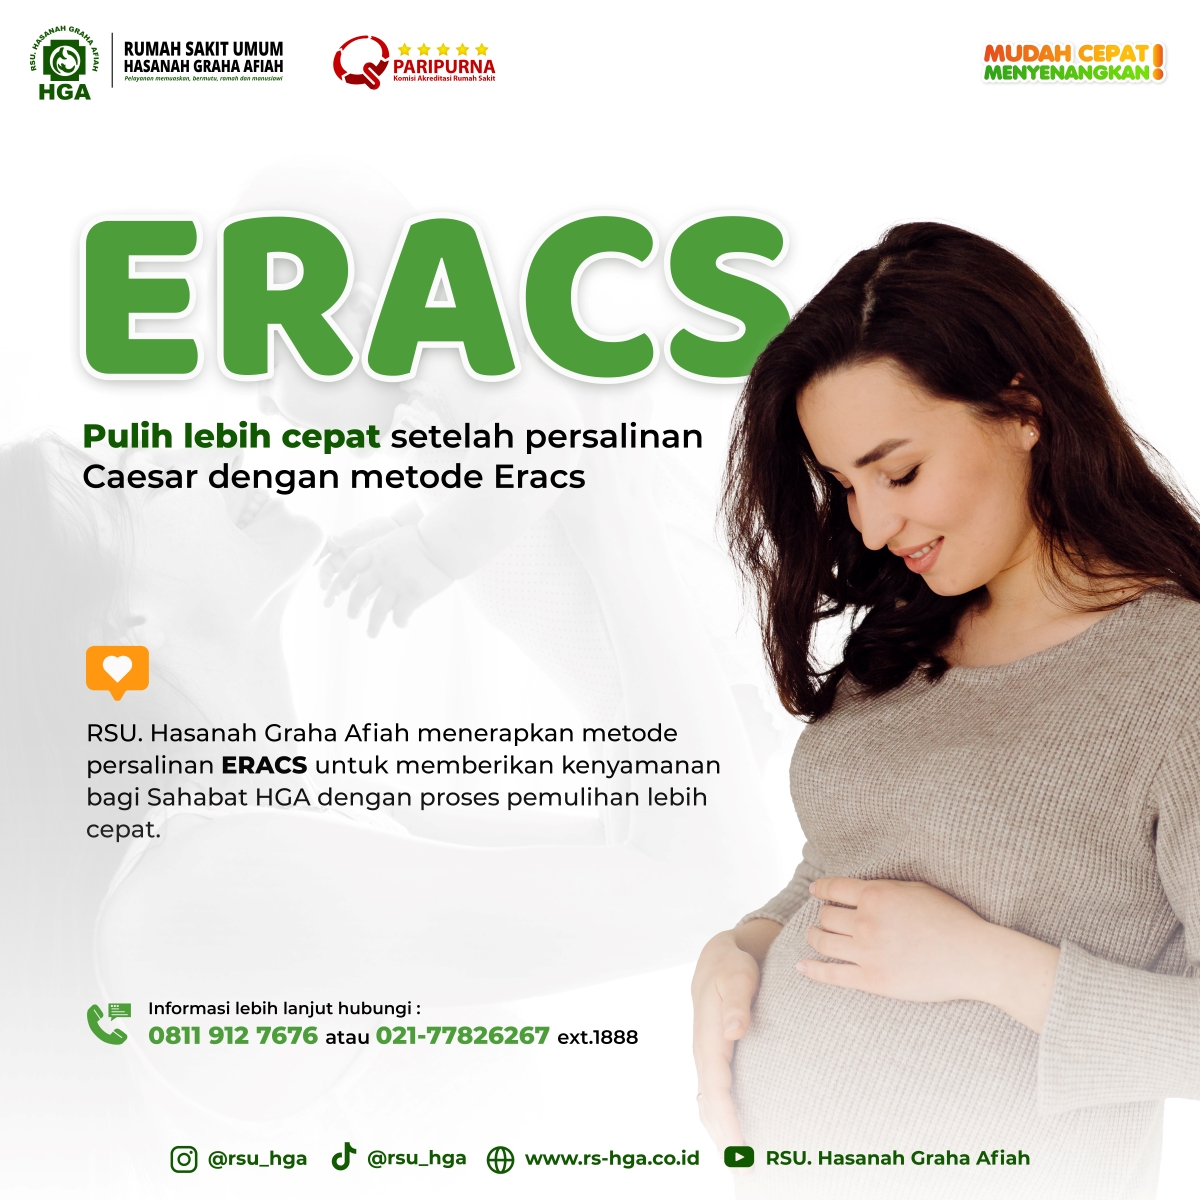 RSU. HASANAH GRAHA AFIAH
HGA
RUMAH SAKIT UMUM
HASANAH GRAHA AFIAH
Pelayanan memuaskan, bermutu, ramah dan manusiawi
PARIPURNA
Komisi Akreditasi Rumah Sakit
MUDAH CEPAT
MENYENANGKAN!
ERACS
Pulih lebih cepat setelah persalinan
Caesar dengan metode Eracs
RSU. Hasanah Graha Afiah menerapkan metode
persalinan ERACS untuk memberikan kenyamanan
bagi Sahabat HGA dengan proses pemulihan lebih
cepat.
Informasi lebih lanjut hubungi :
0811 912 7676 atau 021-77826267 ext.1888
@rsu_hga @rsu_hga www.rs-hga.co.id RSU. Hasanah Graha Afiah